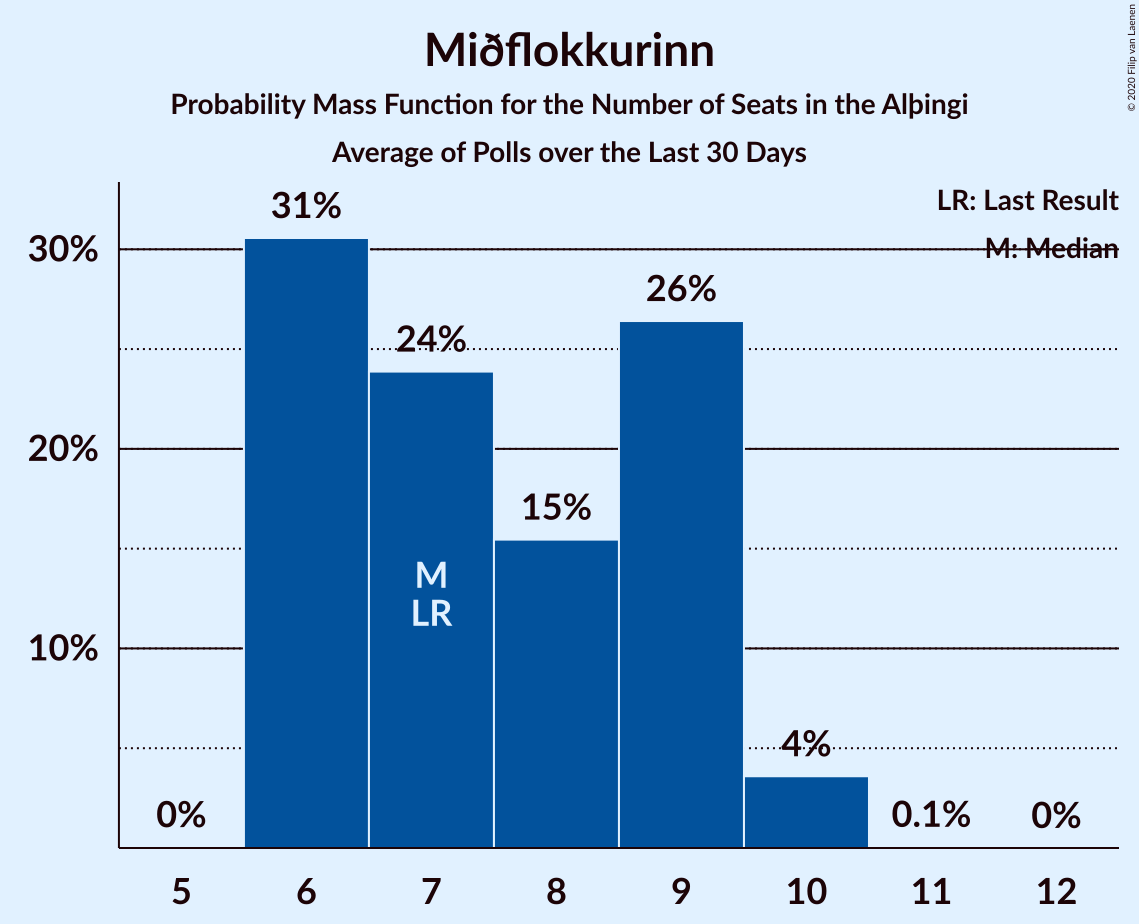 Miðflokkurinn
Probability Mass Function for the Number of Seats in the Alþingi
Average of Polls over the Last 30 Days
© 2020 Filip van Laenen
LR: Last Result
M: Median
30%
20%
10%
0%
31%
24%
15%
26%
4%
0.1%
0%
M
LR
5
6
7
8
9
10
11
12